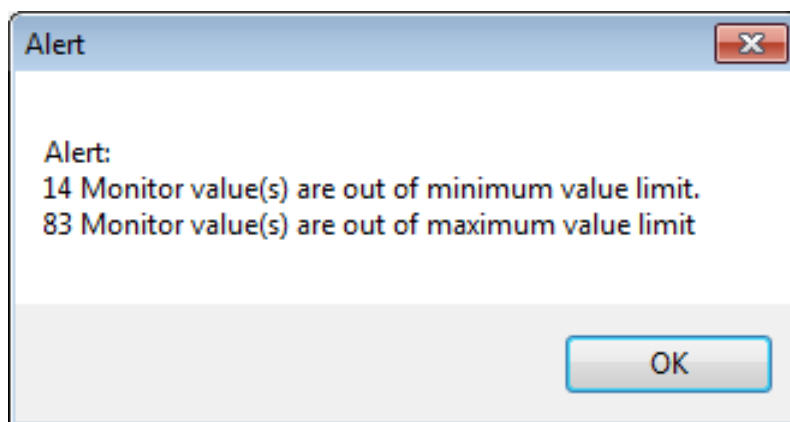 Alert
Alert:
14 Monitor value(s) are out of minimum value limit.
83 Monitor value(s) are out of maximum value limit
OK